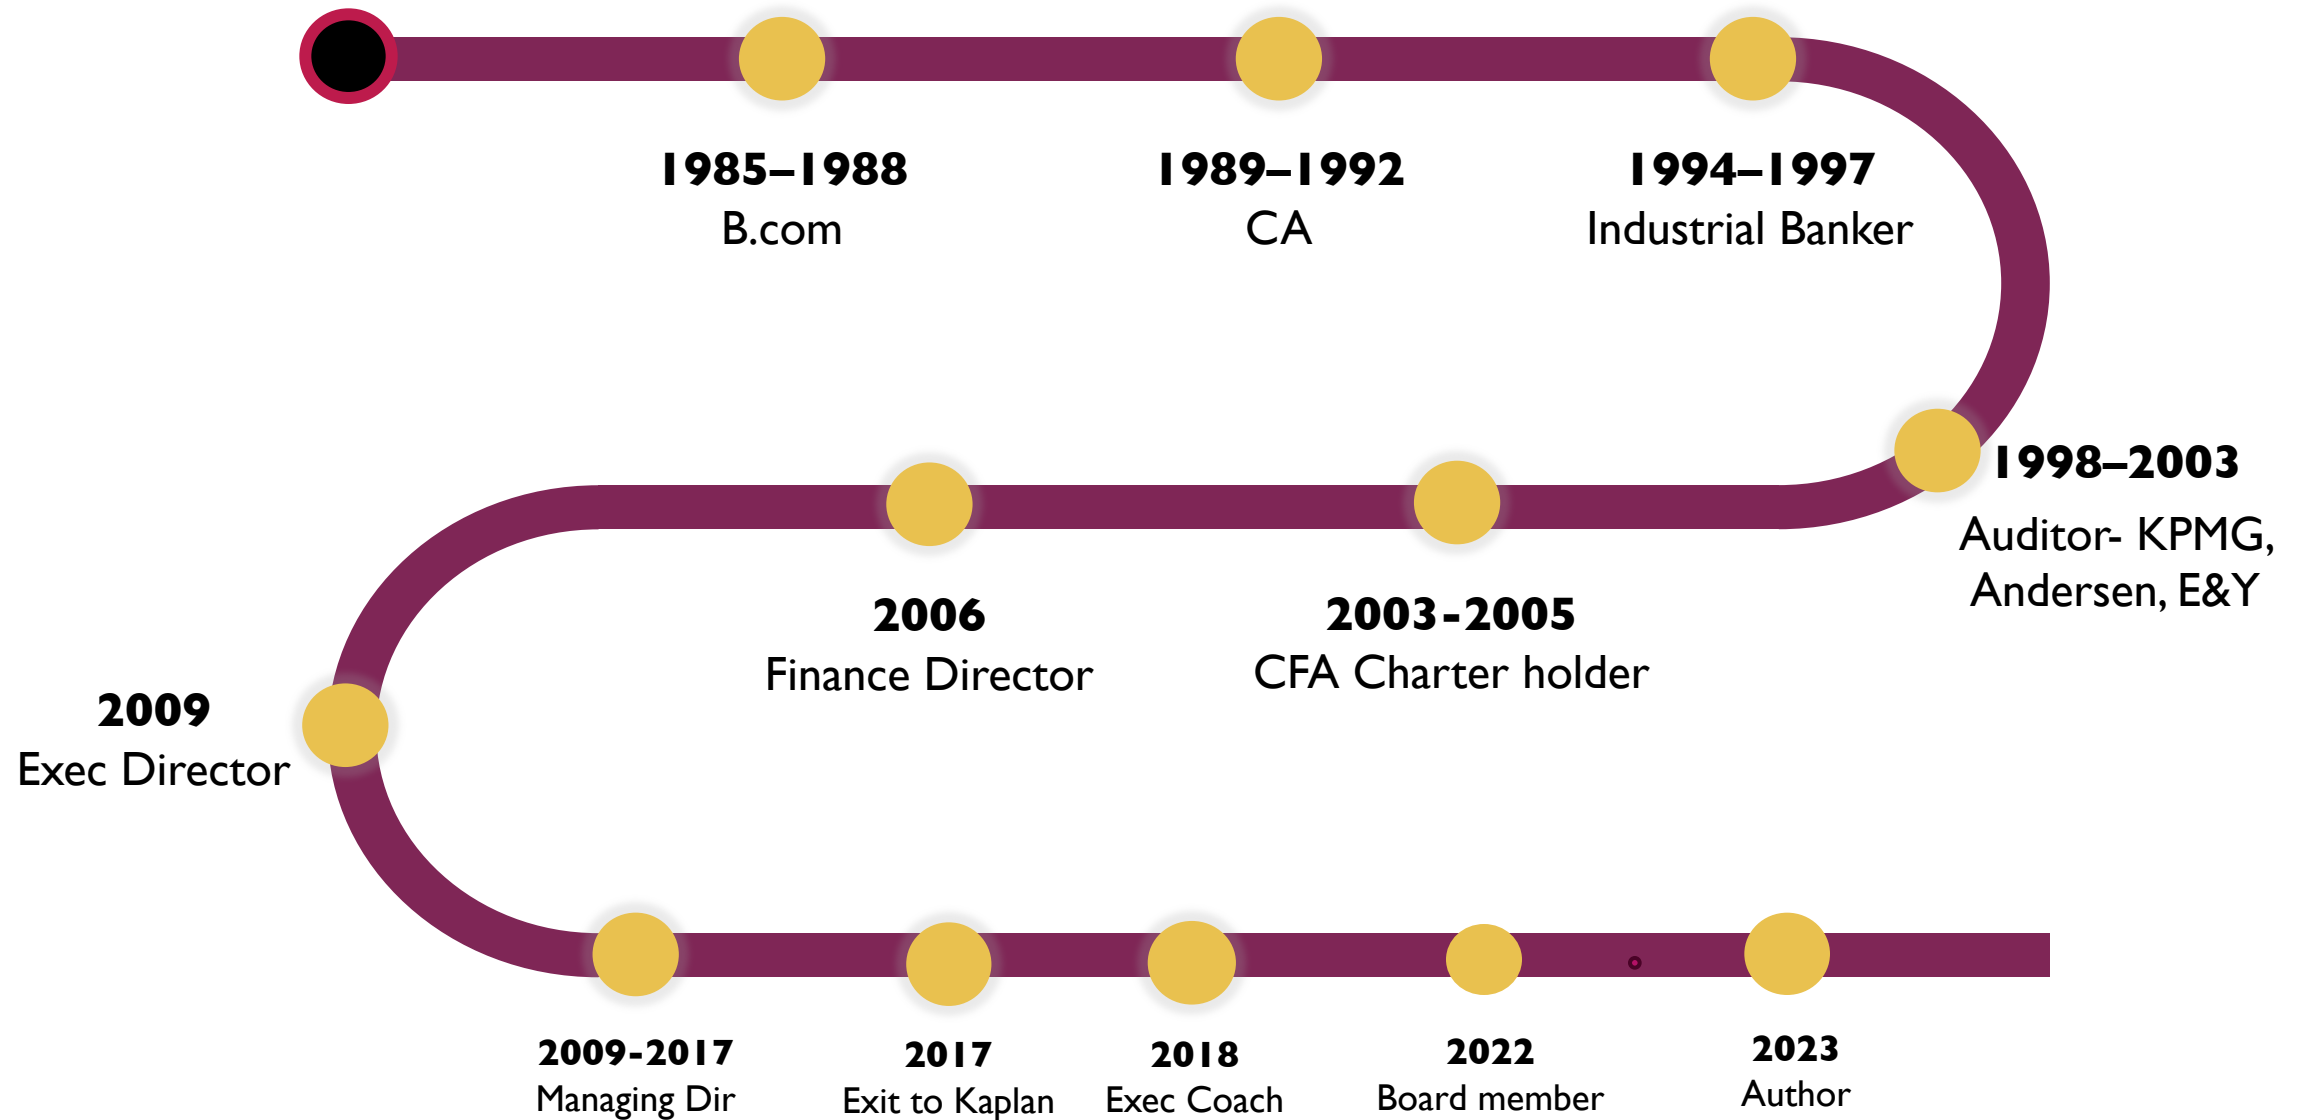 1985–1988
B.com
1989–1992
CA
1994–1997
Industrial Banker
1998–2003
Auditor- KPMG,
Andersen, E&Y
2003-2005
CFA Charter holder
2006
Finance Director
2009
Exec Director
2009-2017
Managing Dir
2017
Exit to Kaplan
2018
Exec Coach
2022
Board member
2023
Author